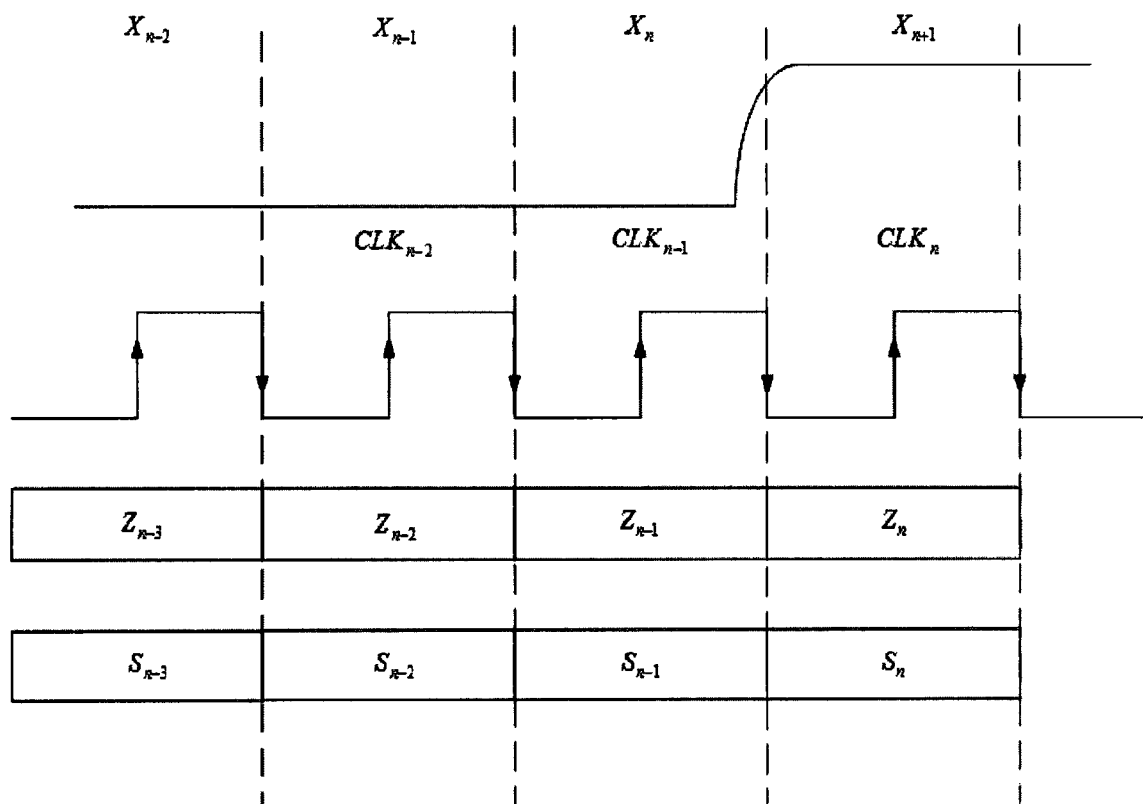 X_{n-2} X_{n-1} X_n X_{n+1}
CLK_{n-2} CLK_{n-1} CLK_n
Z_{n-3} Z_{n-2} Z_{n-1} Z_n
S_{n-3} S_{n-2} S_{n-1} S_n